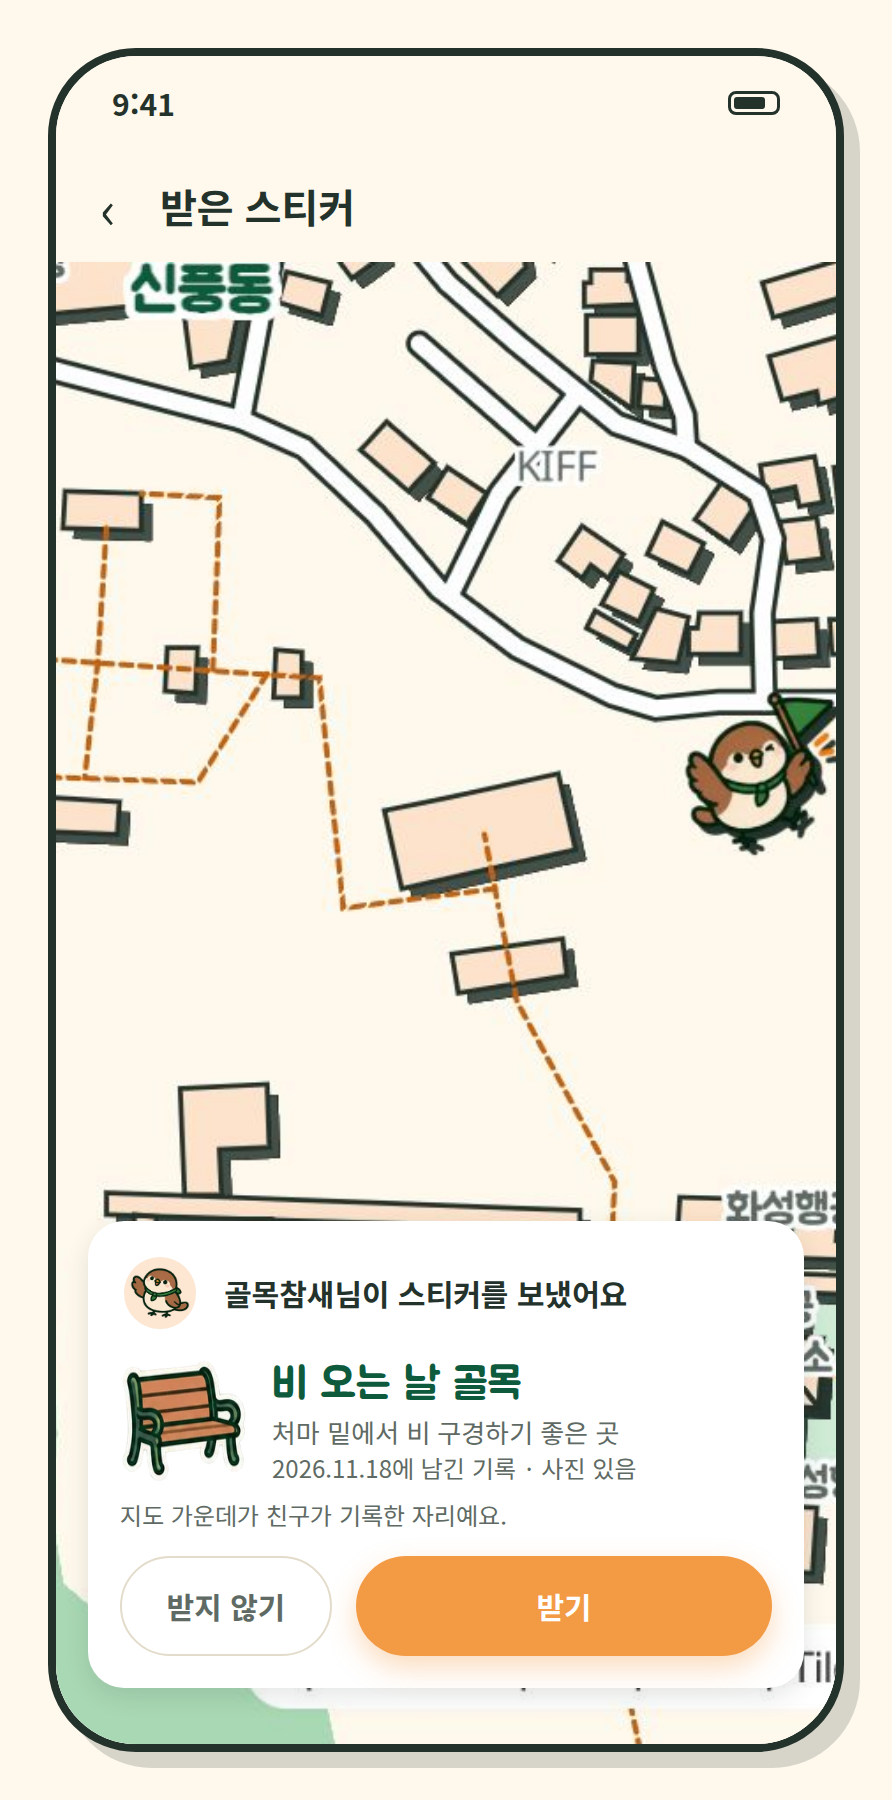 9:41
‹ 받은 스티커
신풍동
KIFF
화성행
소
성
골목참새님이 스티커를 보냈어요
비 오는 날 골목
처마 밑에서 비 구경하기 좋은 곳
2026.11.18에 남긴 기록 · 사진 있음
지도 가운데가 친구가 기록한 자리예요.
받지 않기
받기
Til